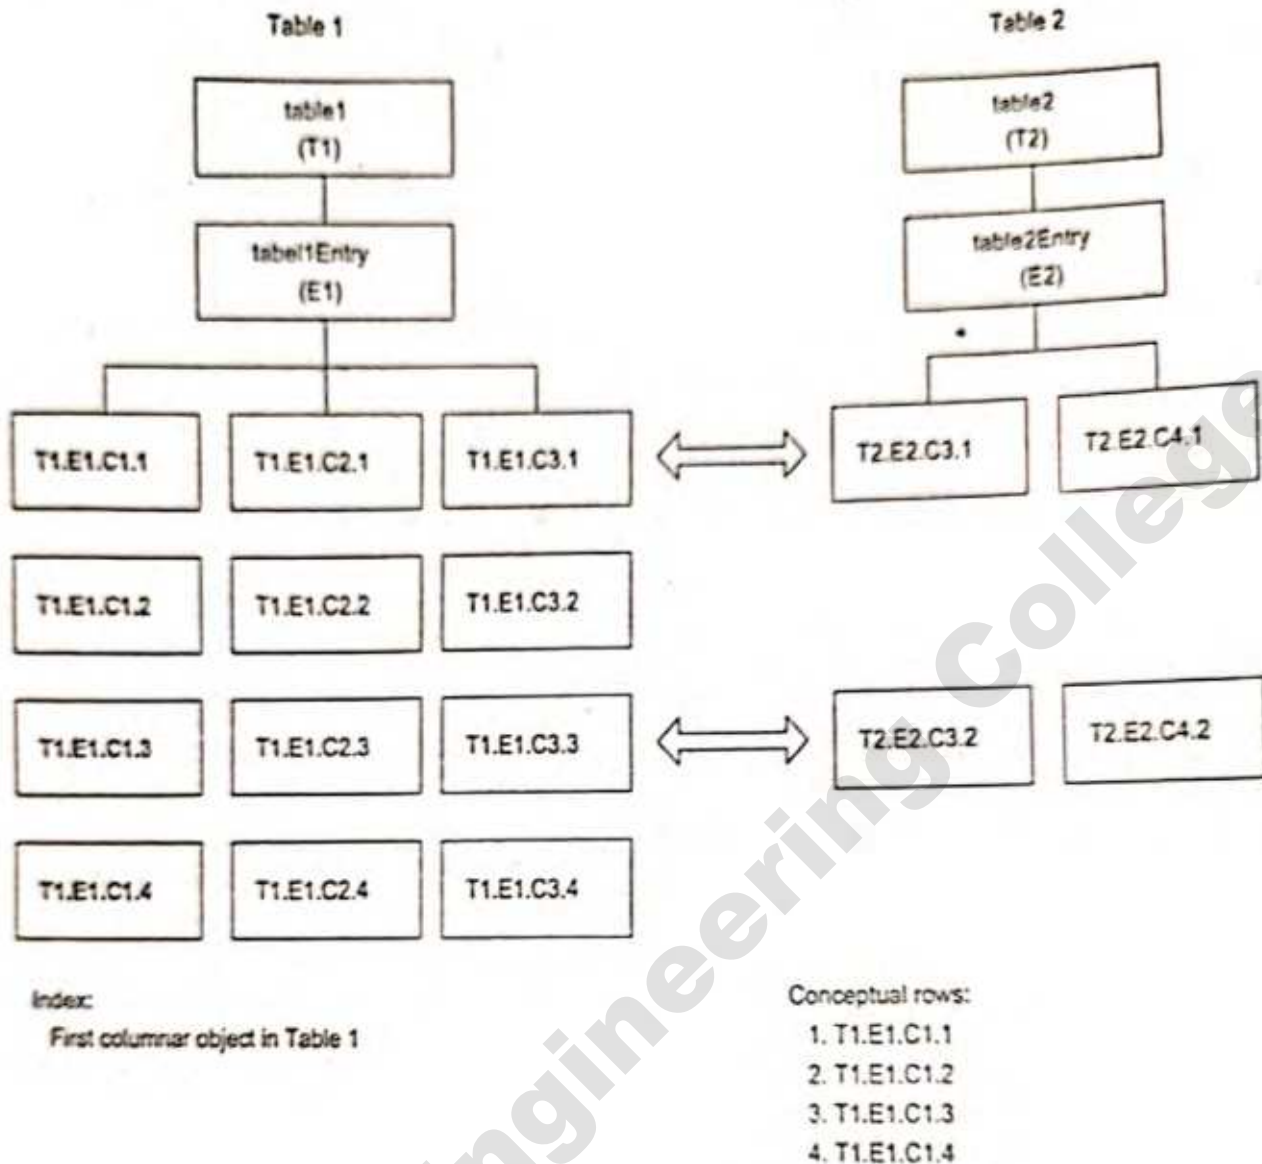 Table 1
Table 2
table1
(T1)
table2
(T2)
tabel1Entry
(E1)
table2Entry
(E2)
T1.E1.C1.1
T1.E1.C2.1
T1.E1.C3.1
T2.E2.C3.1
T2.E2.C4.1
T1.E1.C1.2
T1.E1.C2.2
T1.E1.C3.2
T1.E1.C1.3
T1.E1.C2.3
T1.E1.C3.3
T2.E2.C3.2
T2.E2.C4.2
T1.E1.C1.4
T1.E1.C2.4
T1.E1.C3.4
Index:
First columnar object in Table 1
Conceptual rows:
1. T1.E1.C1.1
2. T1.E1.C1.2
3. T1.E1.C1.3
4. T1.E1.C1.4
ngineering College